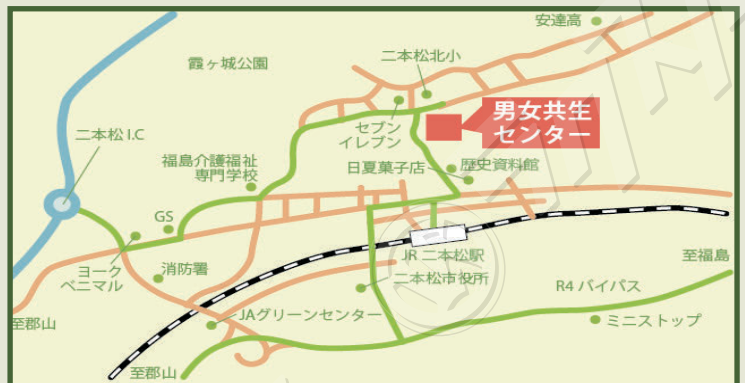 安達高
二本松北小
霞ヶ城公園
男女共生
センター
セブン
イレブン
二本松 I.C
福島介護福祉
専門学校
日夏菓子店
歴史資料館
GS
ヨーク
ベニマル
消防署
JR 二本松駅
至福島
二本松市役所
R4 バイパス
JAグリーンセンター
ミニストップ
至郡山
至郡山